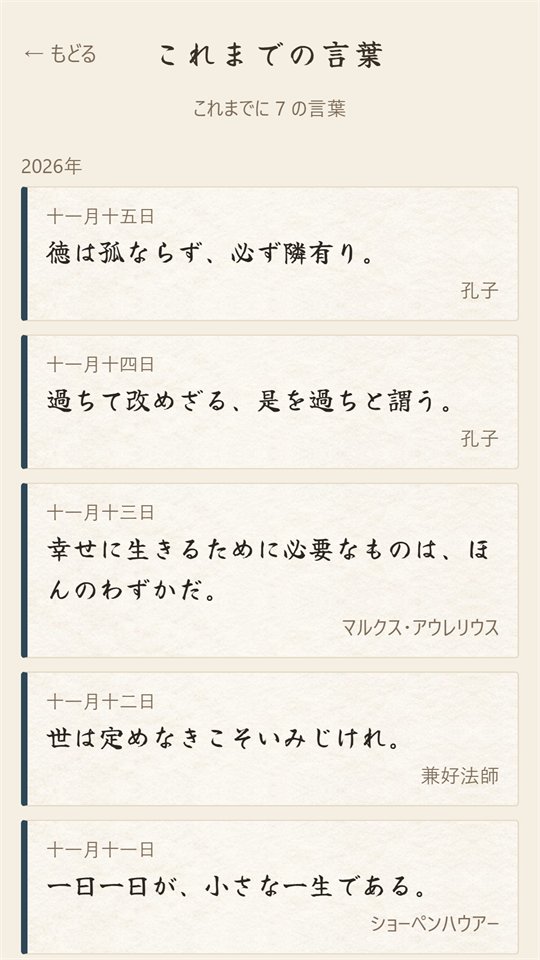 ← もどる
これまでの言葉
これまでに 7 の言葉
2026年
十一月十五日
徳は孤ならず、必ず隣有り。
孔子
十一月十四日
過ちて改めざる、是を過ちと謂う。
孔子
十一月十三日
幸せに生きるために必要なものは、ほ
んのわずかだ。
マルクス・アウレリウス
十一月十二日
世は定めなきこそいみじけれ。
兼好法師
十一月十一日
一日一日が、小さな一生である。
ショーペンハウアー